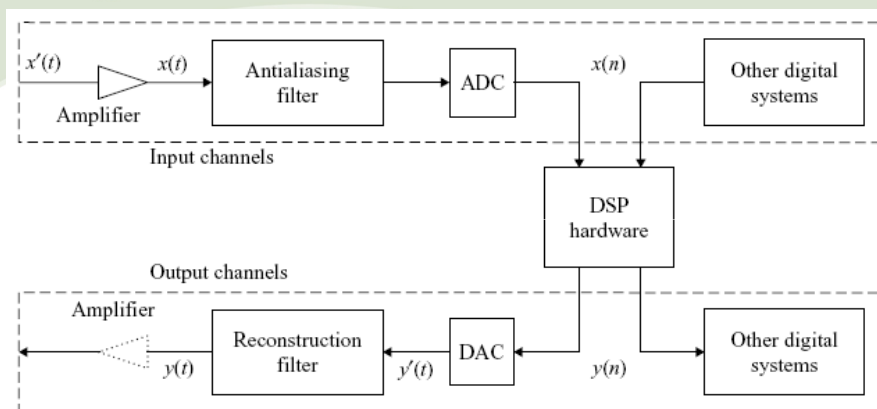 x′(t)
x(t)
Amplifier
Antialiasing
filter
ADC
x(n)
Other digital
systems
Input channels
DSP
hardware
Output channels
Amplifier
y(t)
Reconstruction
filter
y′(t)
DAC
y(n)
Other digital
systems